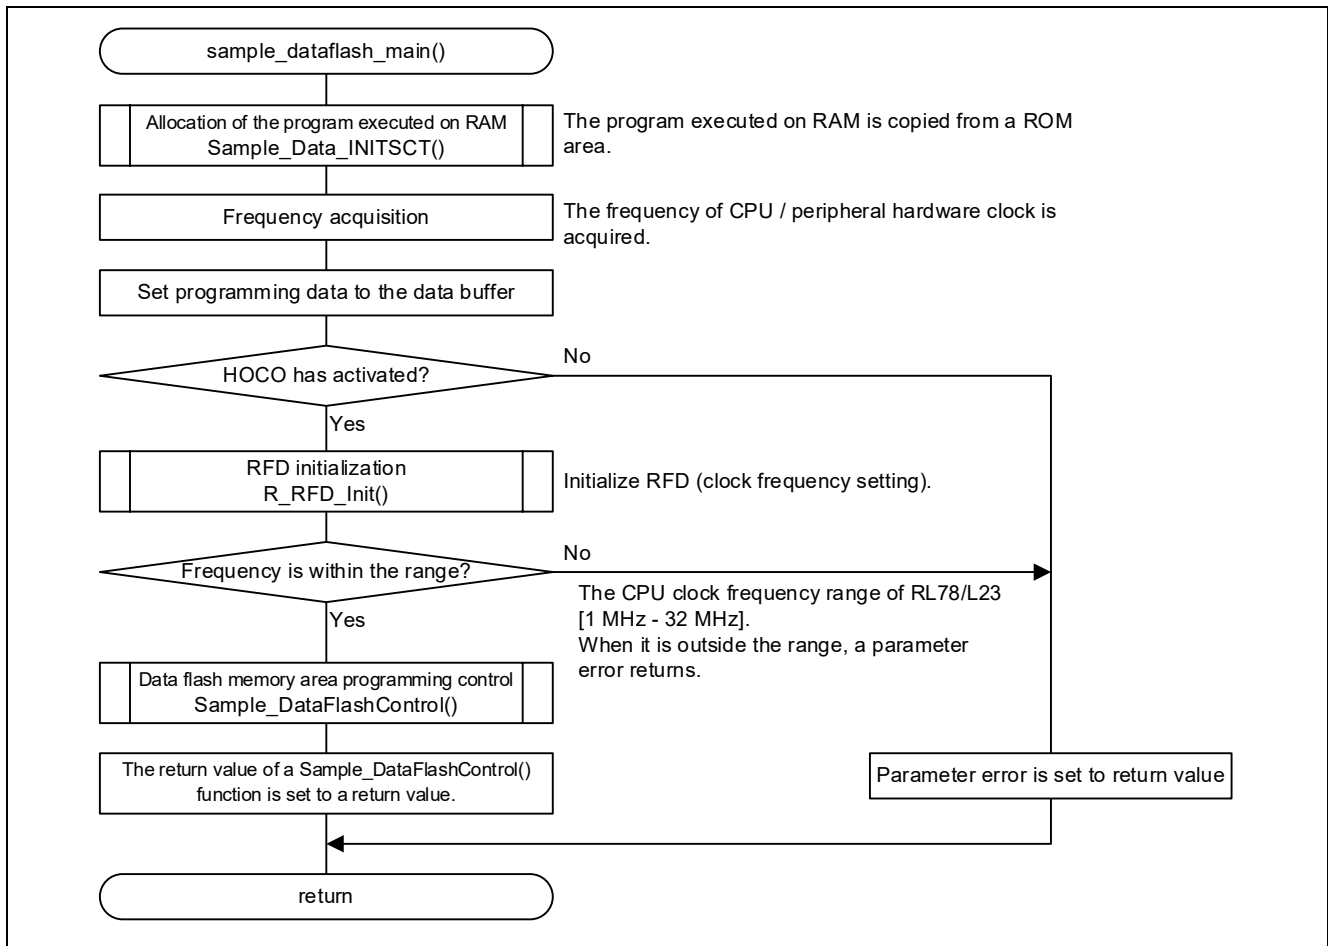 sample_dataflash_main()
Allocation of the program executed on RAM
Sample_Data_INITSCT()
The program executed on RAM is copied from a ROM
area.
Frequency acquisition
The frequency of CPU / peripheral hardware clock is
acquired.
Set programming data to the data buffer
HOCO has activated?
No
Yes
RFD initialization
R_RFD_Init()
Initialize RFD (clock frequency setting).
Frequency is within the range?
No
The CPU clock frequency range of RL78/L23
[1 MHz - 32 MHz].
When it is outside the range, a parameter
error returns.
Yes
Data flash memory area programming control
Sample_DataFlashControl()
The return value of a Sample_DataFlashControl()
function is set to a return value.
Parameter error is set to return value
return